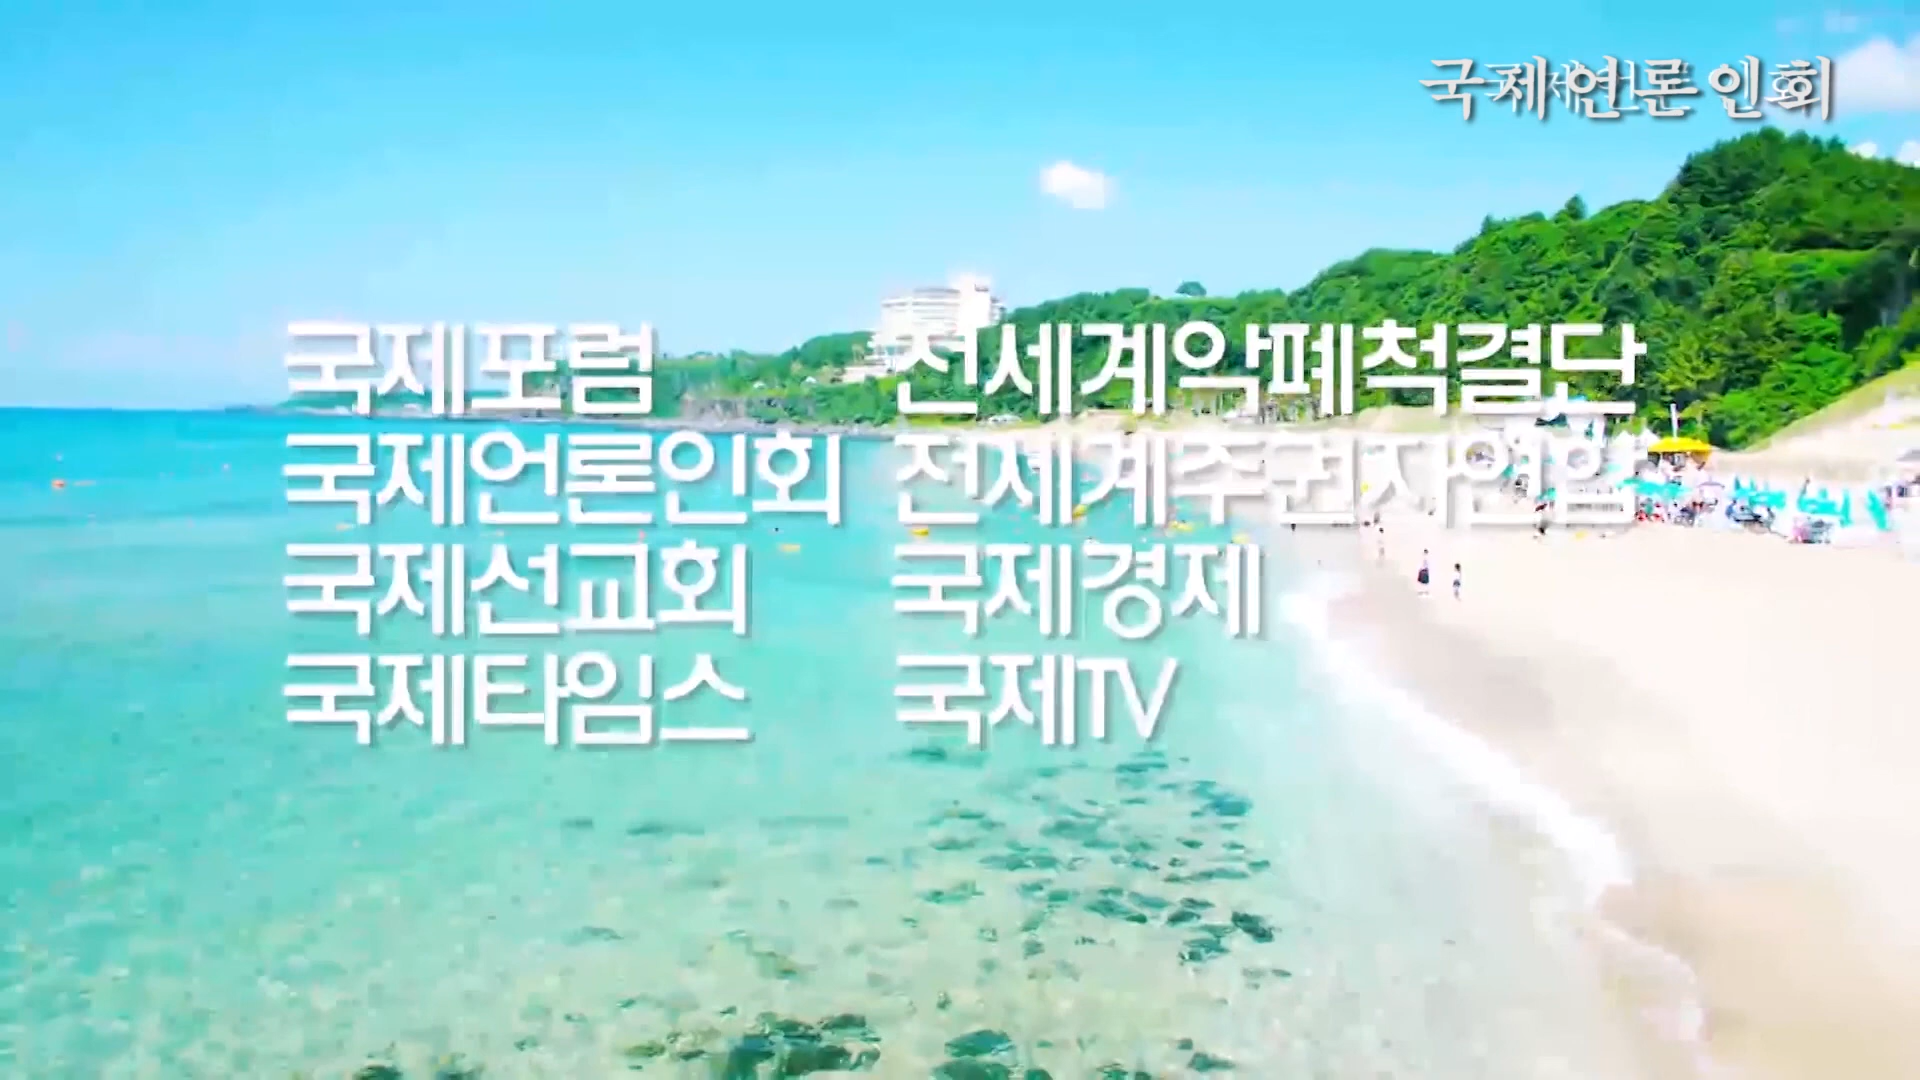 국제언론인회
국제포럼 전세계악폐척결단
국제언론인회 전세계주권자연합
국제선교회 국제경제
국제타임스 국제TV